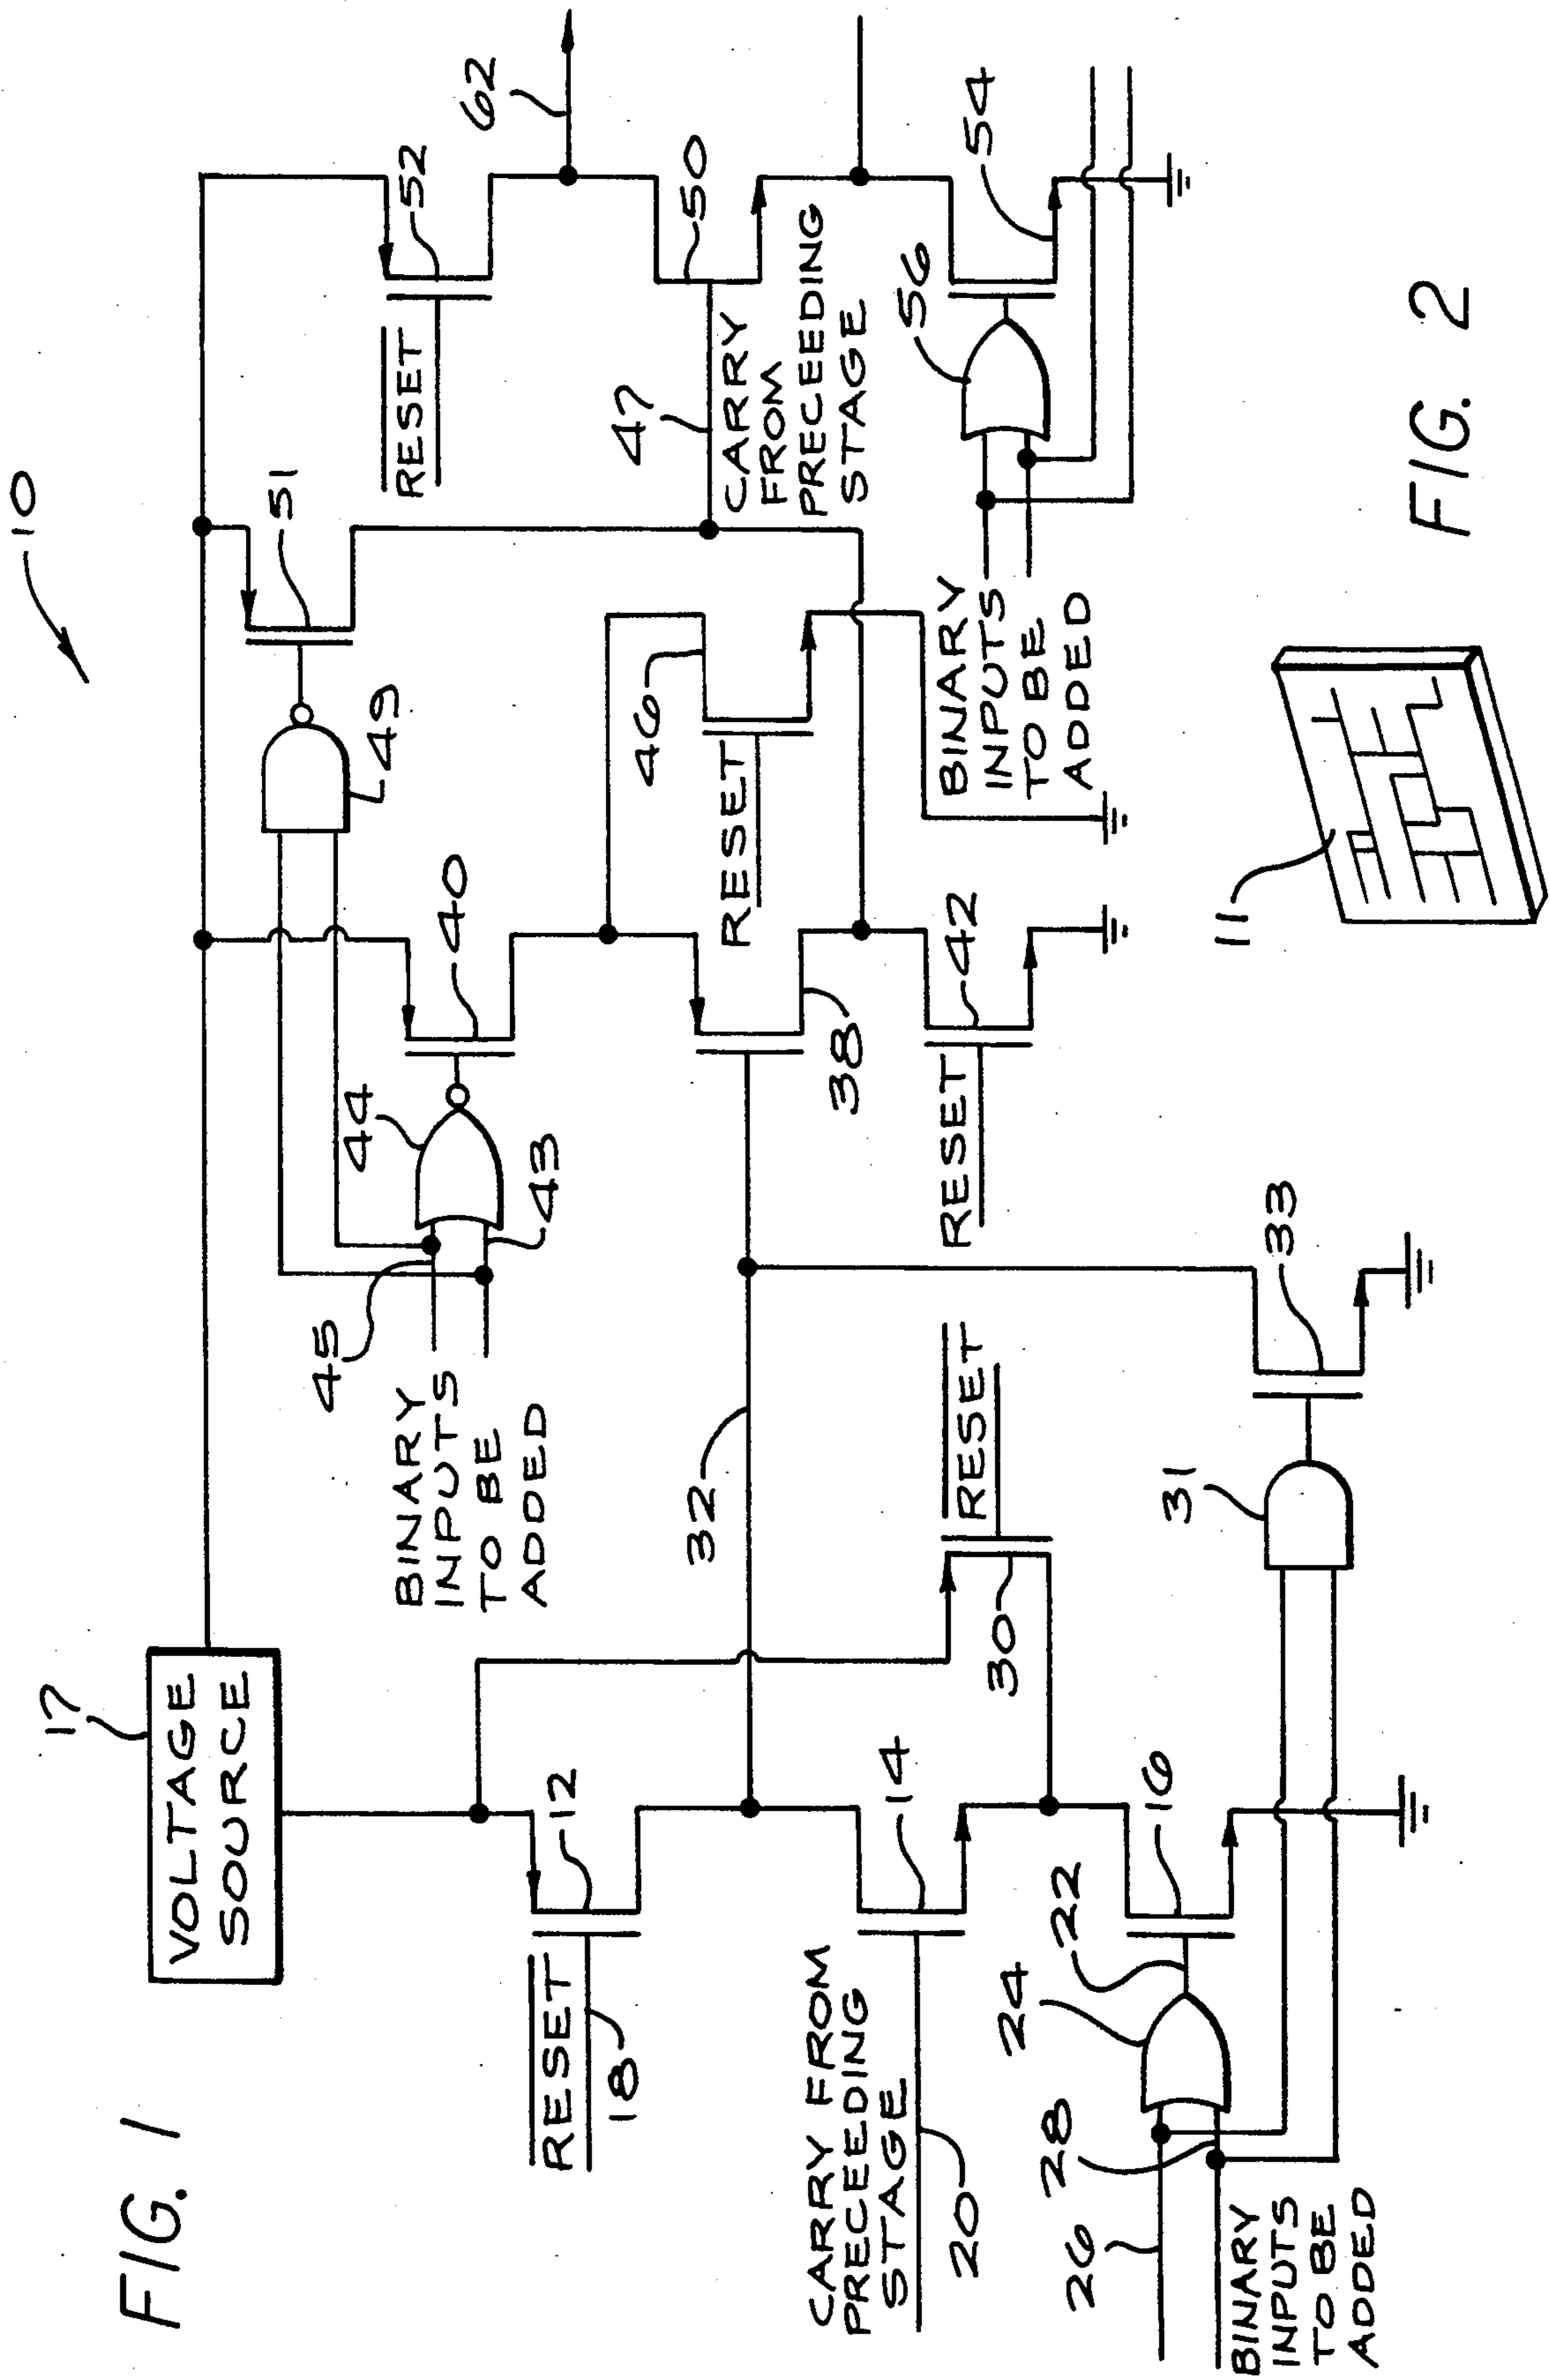 FIG. 1
10
17
VOLTAGE
SOURCE
RESET
18
12
CARRY FROM
PRECEEDING
STAGE
20
14
30
RESET
32
26
28
24
22
16
BINARY
INPUTS
TO BE
ADDED
31
33
BINARY
INPUTS
TO BE
ADDED
45
43
44
40
49
51
38
RESET
42
RESET
46
47
CARRY
FROM
PRECEEDING
STAGE
RESET
52
50
62
BINARY
INPUTS
TO BE
ADDED
56
54
11
FIG. 2